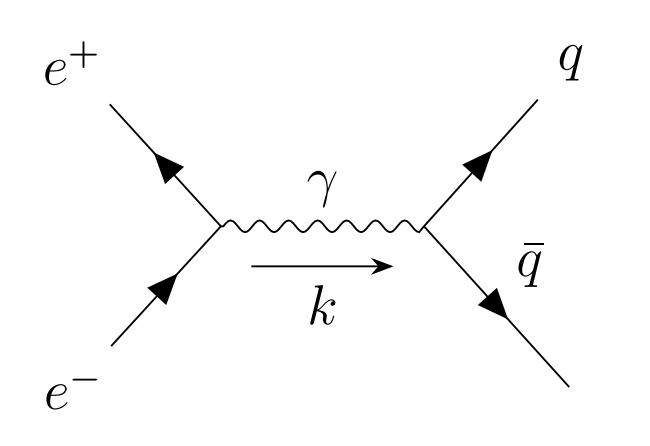 e⁺
q
γ
q̄
k
e⁻